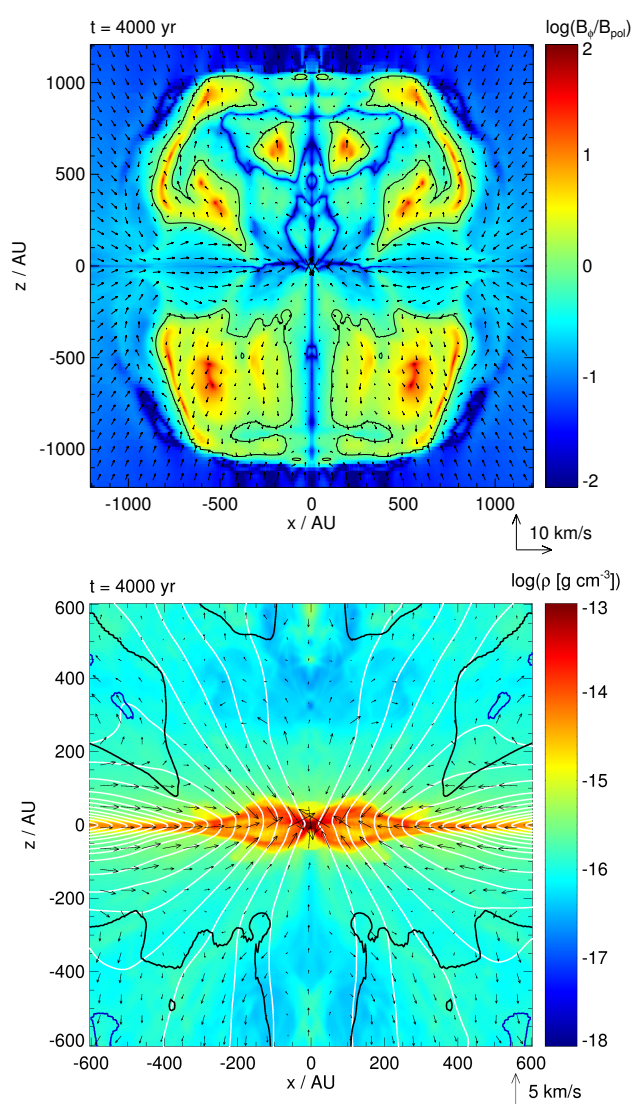 t = 4000 yr
log(B_ϕ/B_pol)
2
1
0
-1
-2
1000
500
0
-500
-1000
z / AU
-1000 -500 0 500 1000
x / AU
10 km/s
t = 4000 yr
log(ρ [g cm⁻³])
-13
-14
-15
-16
-17
-18
600
400
200
0
-200
-400
-600
z / AU
-600 -400 -200 0 200 400 600
x / AU
5 km/s